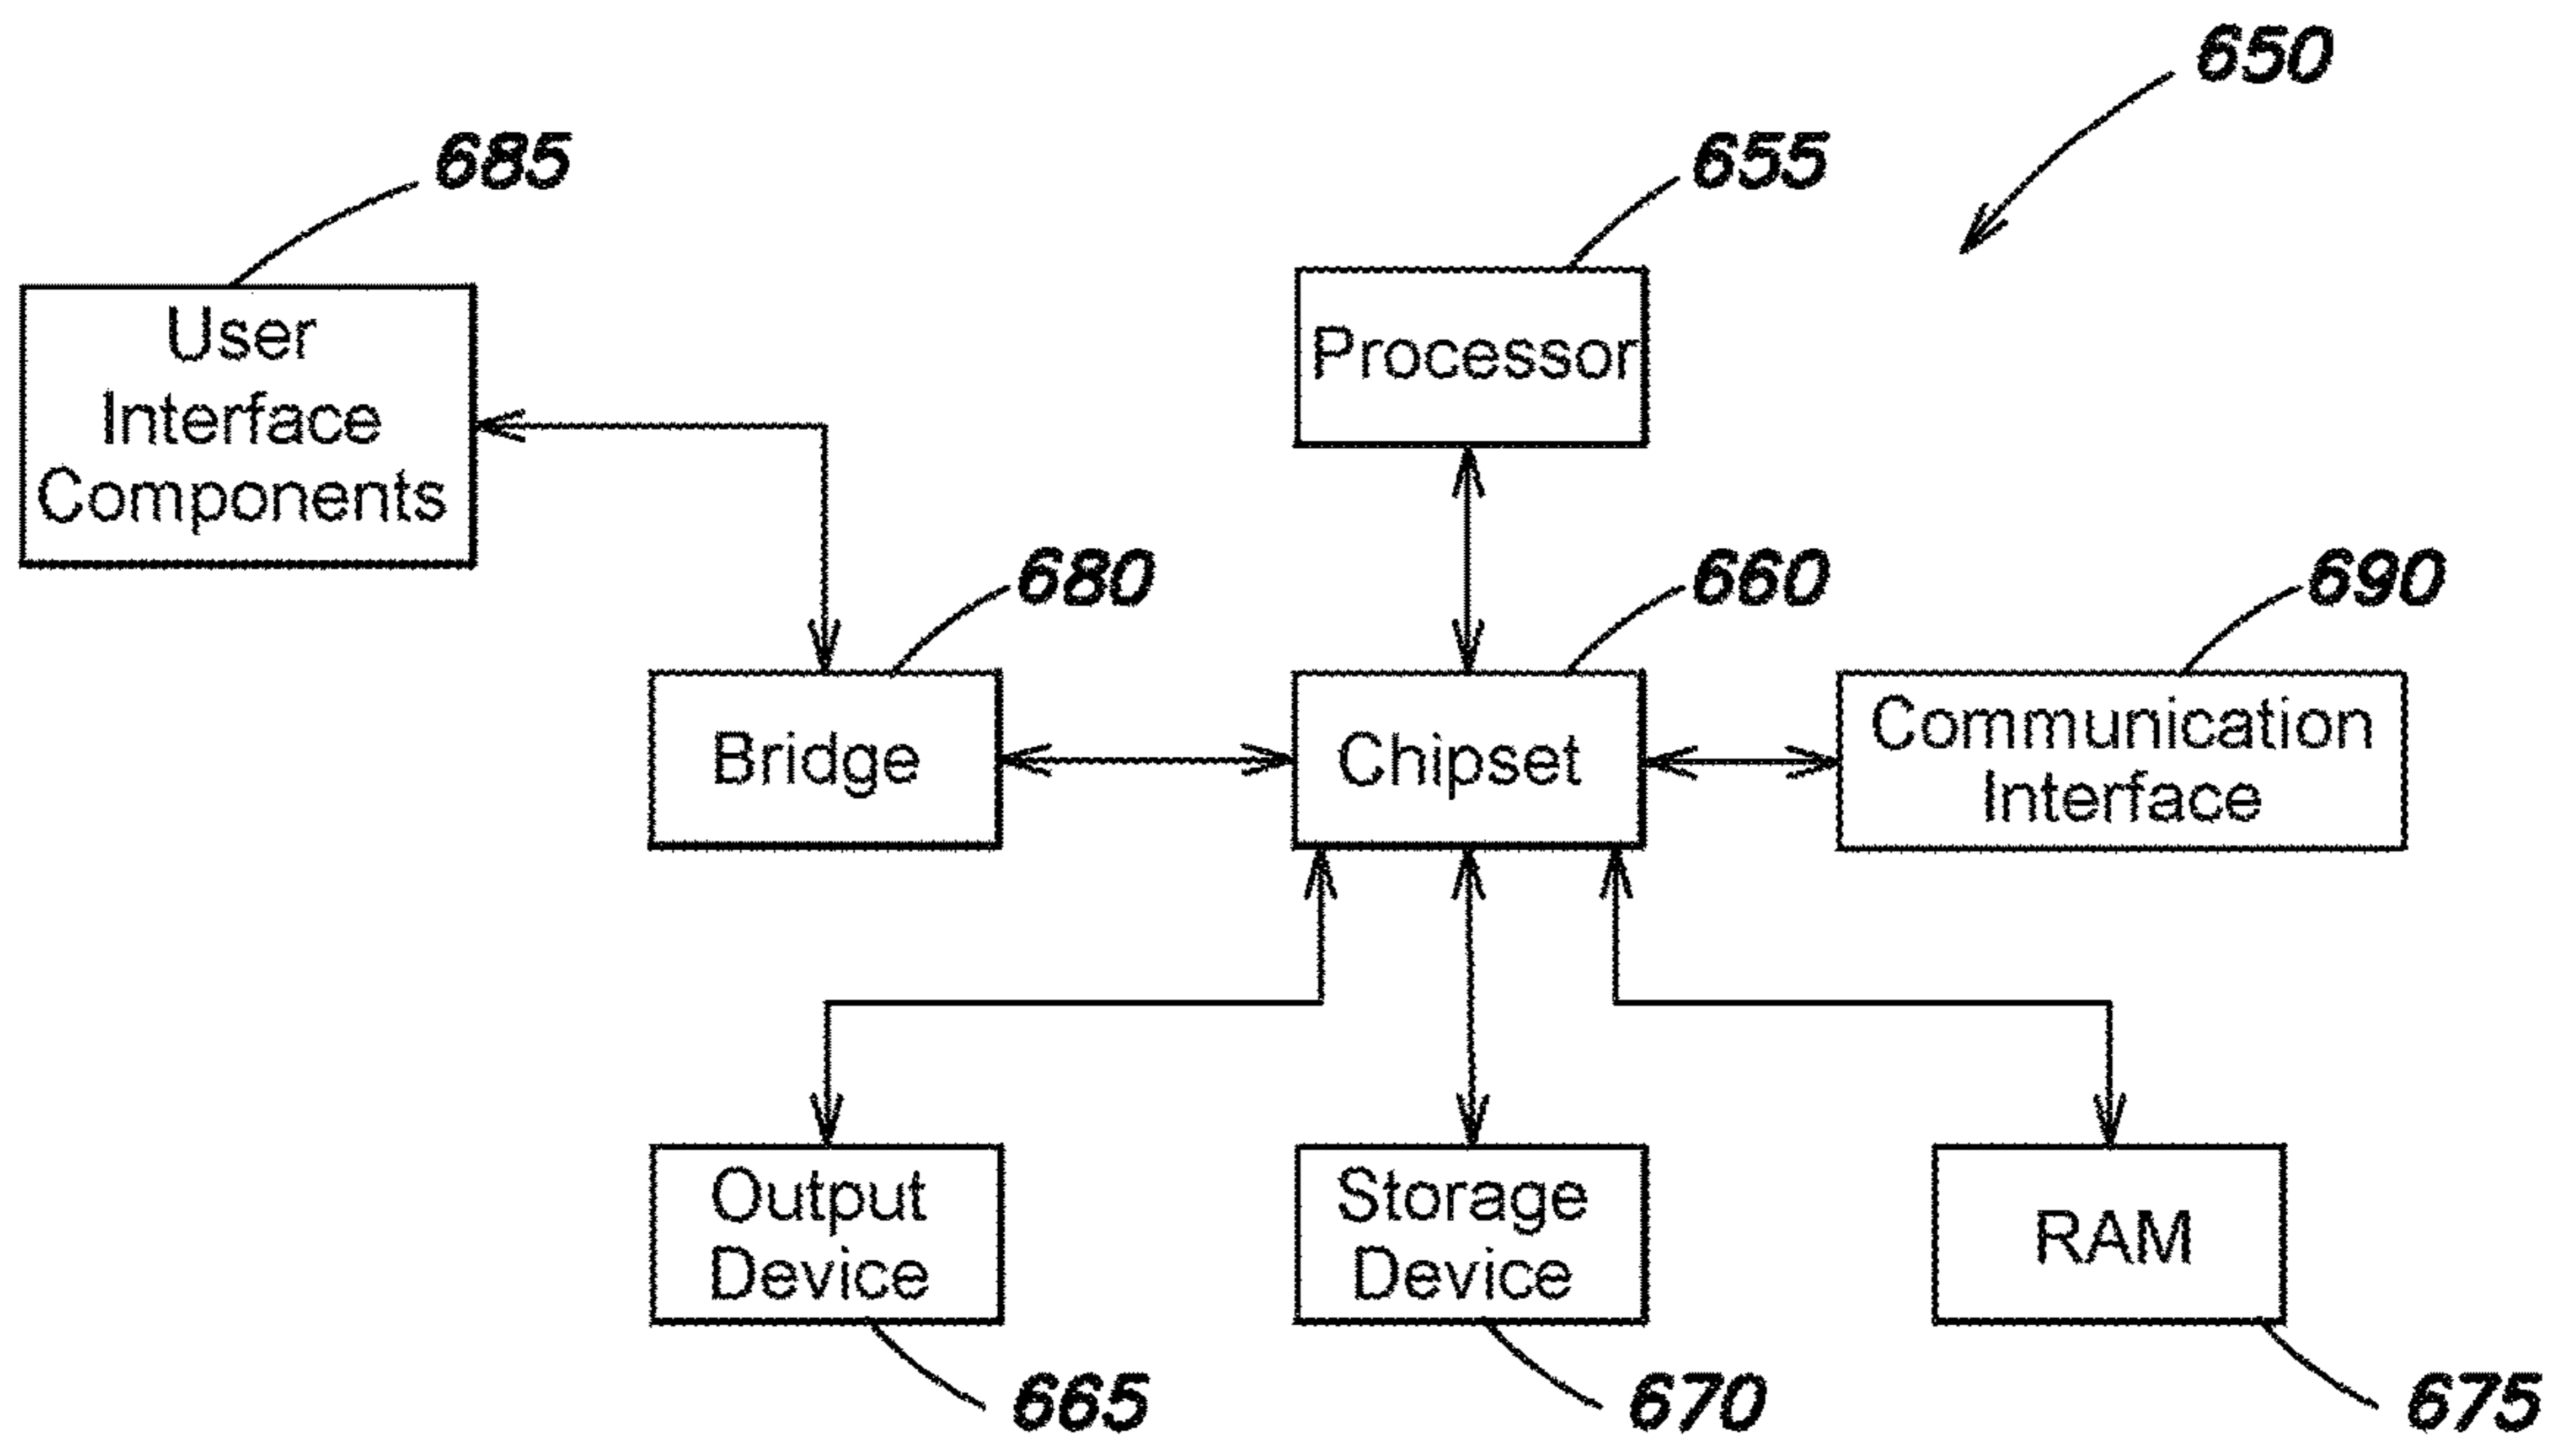 650
685
655
User
Interface
Components
Processor
680
660
690
Bridge
Chipset
Communication
Interface
Output
Device
Storage
Device
RAM
665
670
675